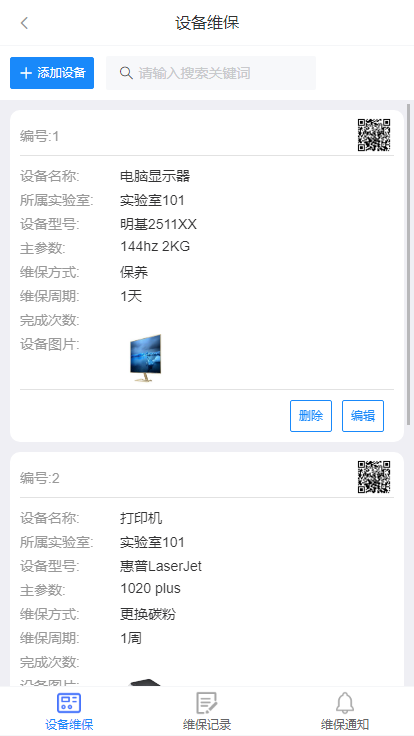 设备维保
添加设备
请输入搜索关键词
编号:1
设备名称: 电脑显示器
所属实验室: 实验室101
设备型号: 明基2511XX
主参数: 144hz 2KG
维保方式: 保养
维保周期: 1天
完成次数:
设备图片:
删除 编辑
编号:2
设备名称: 打印机
所属实验室: 实验室101
设备型号: 惠普LaserJet
主参数: 1020 plus
维保方式: 更换碳粉
维保周期: 1周
完成次数:
设备图片:
设备维保 维保记录 维保通知